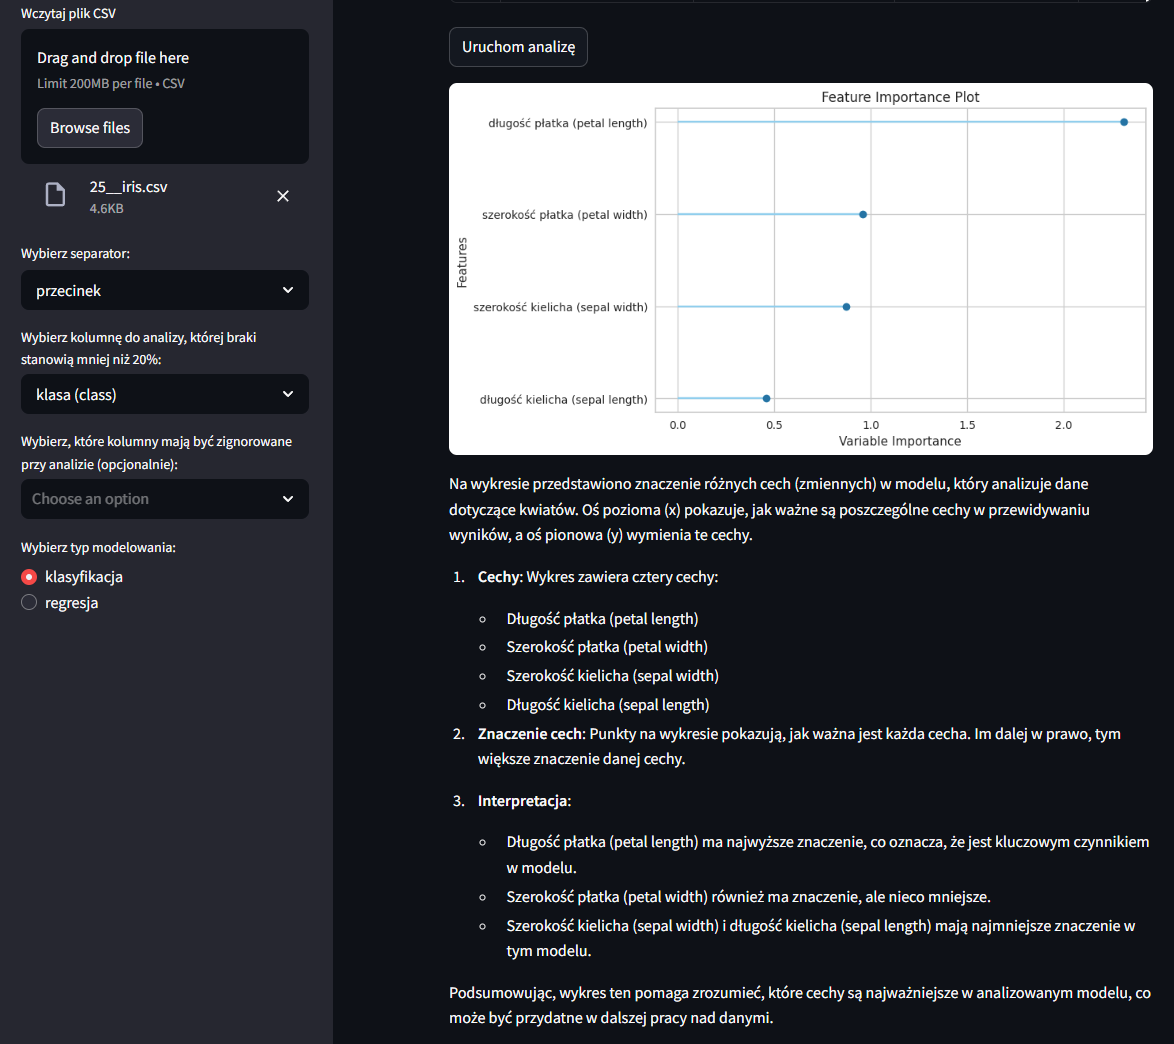 Wczytaj plik CSV
Drag and drop file here
Limit 200MB per file • CSV
Browse files
25__iris.csv
4.6KB
Wybierz separator:
przecinek
Wybierz kolumnę do analizy, której braki
stanowią mniej niż 20%:
klasa (class)
Wybierz, które kolumny mają być zignorowane
przy analizie (opcjonalnie):
Choose an option
Wybierz typ modelowania:
klasyfikacja
regresja
Uruchom analizę
Feature Importance Plot
Features
długość płatka (petal length)
szerokość płatka (petal width)
szerokość kielicha (sepal width)
długość kielicha (sepal length)
0.0 0.5 1.0 1.5 2.0
Variable Importance
Na wykresie przedstawiono znaczenie różnych cech (zmiennych) w modelu, który analizuje dane
dotyczące kwiatów. Oś pozioma (x) pokazuje, jak ważne są poszczególne cechy w przewidywaniu
wyników, a oś pionowa (y) wymienia te cechy.
1. Cechy: Wykres zawiera cztery cechy:
◦ Długość płatka (petal length)
◦ Szerokość płatka (petal width)
◦ Szerokość kielicha (sepal width)
◦ Długość kielicha (sepal length)
2. Znaczenie cech: Punkty na wykresie pokazują, jak ważna jest każda cecha. Im dalej w prawo, tym
większe znaczenie danej cechy.
3. Interpretacja:
◦ Długość płatka (petal length) ma najwyższe znaczenie, co oznacza, że jest kluczowym czynnikiem
w modelu.
◦ Szerokość płatka (petal width) również ma znaczenie, ale nieco mniejsze.
◦ Szerokość kielicha (sepal width) i długość kielicha (sepal length) mają najmniejsze znaczenie w
tym modelu.
Podsumowując, wykres ten pomaga zrozumieć, które cechy są najważniejsze w analizowanym modelu, co
może być przydatne w dalszej pracy nad danymi.